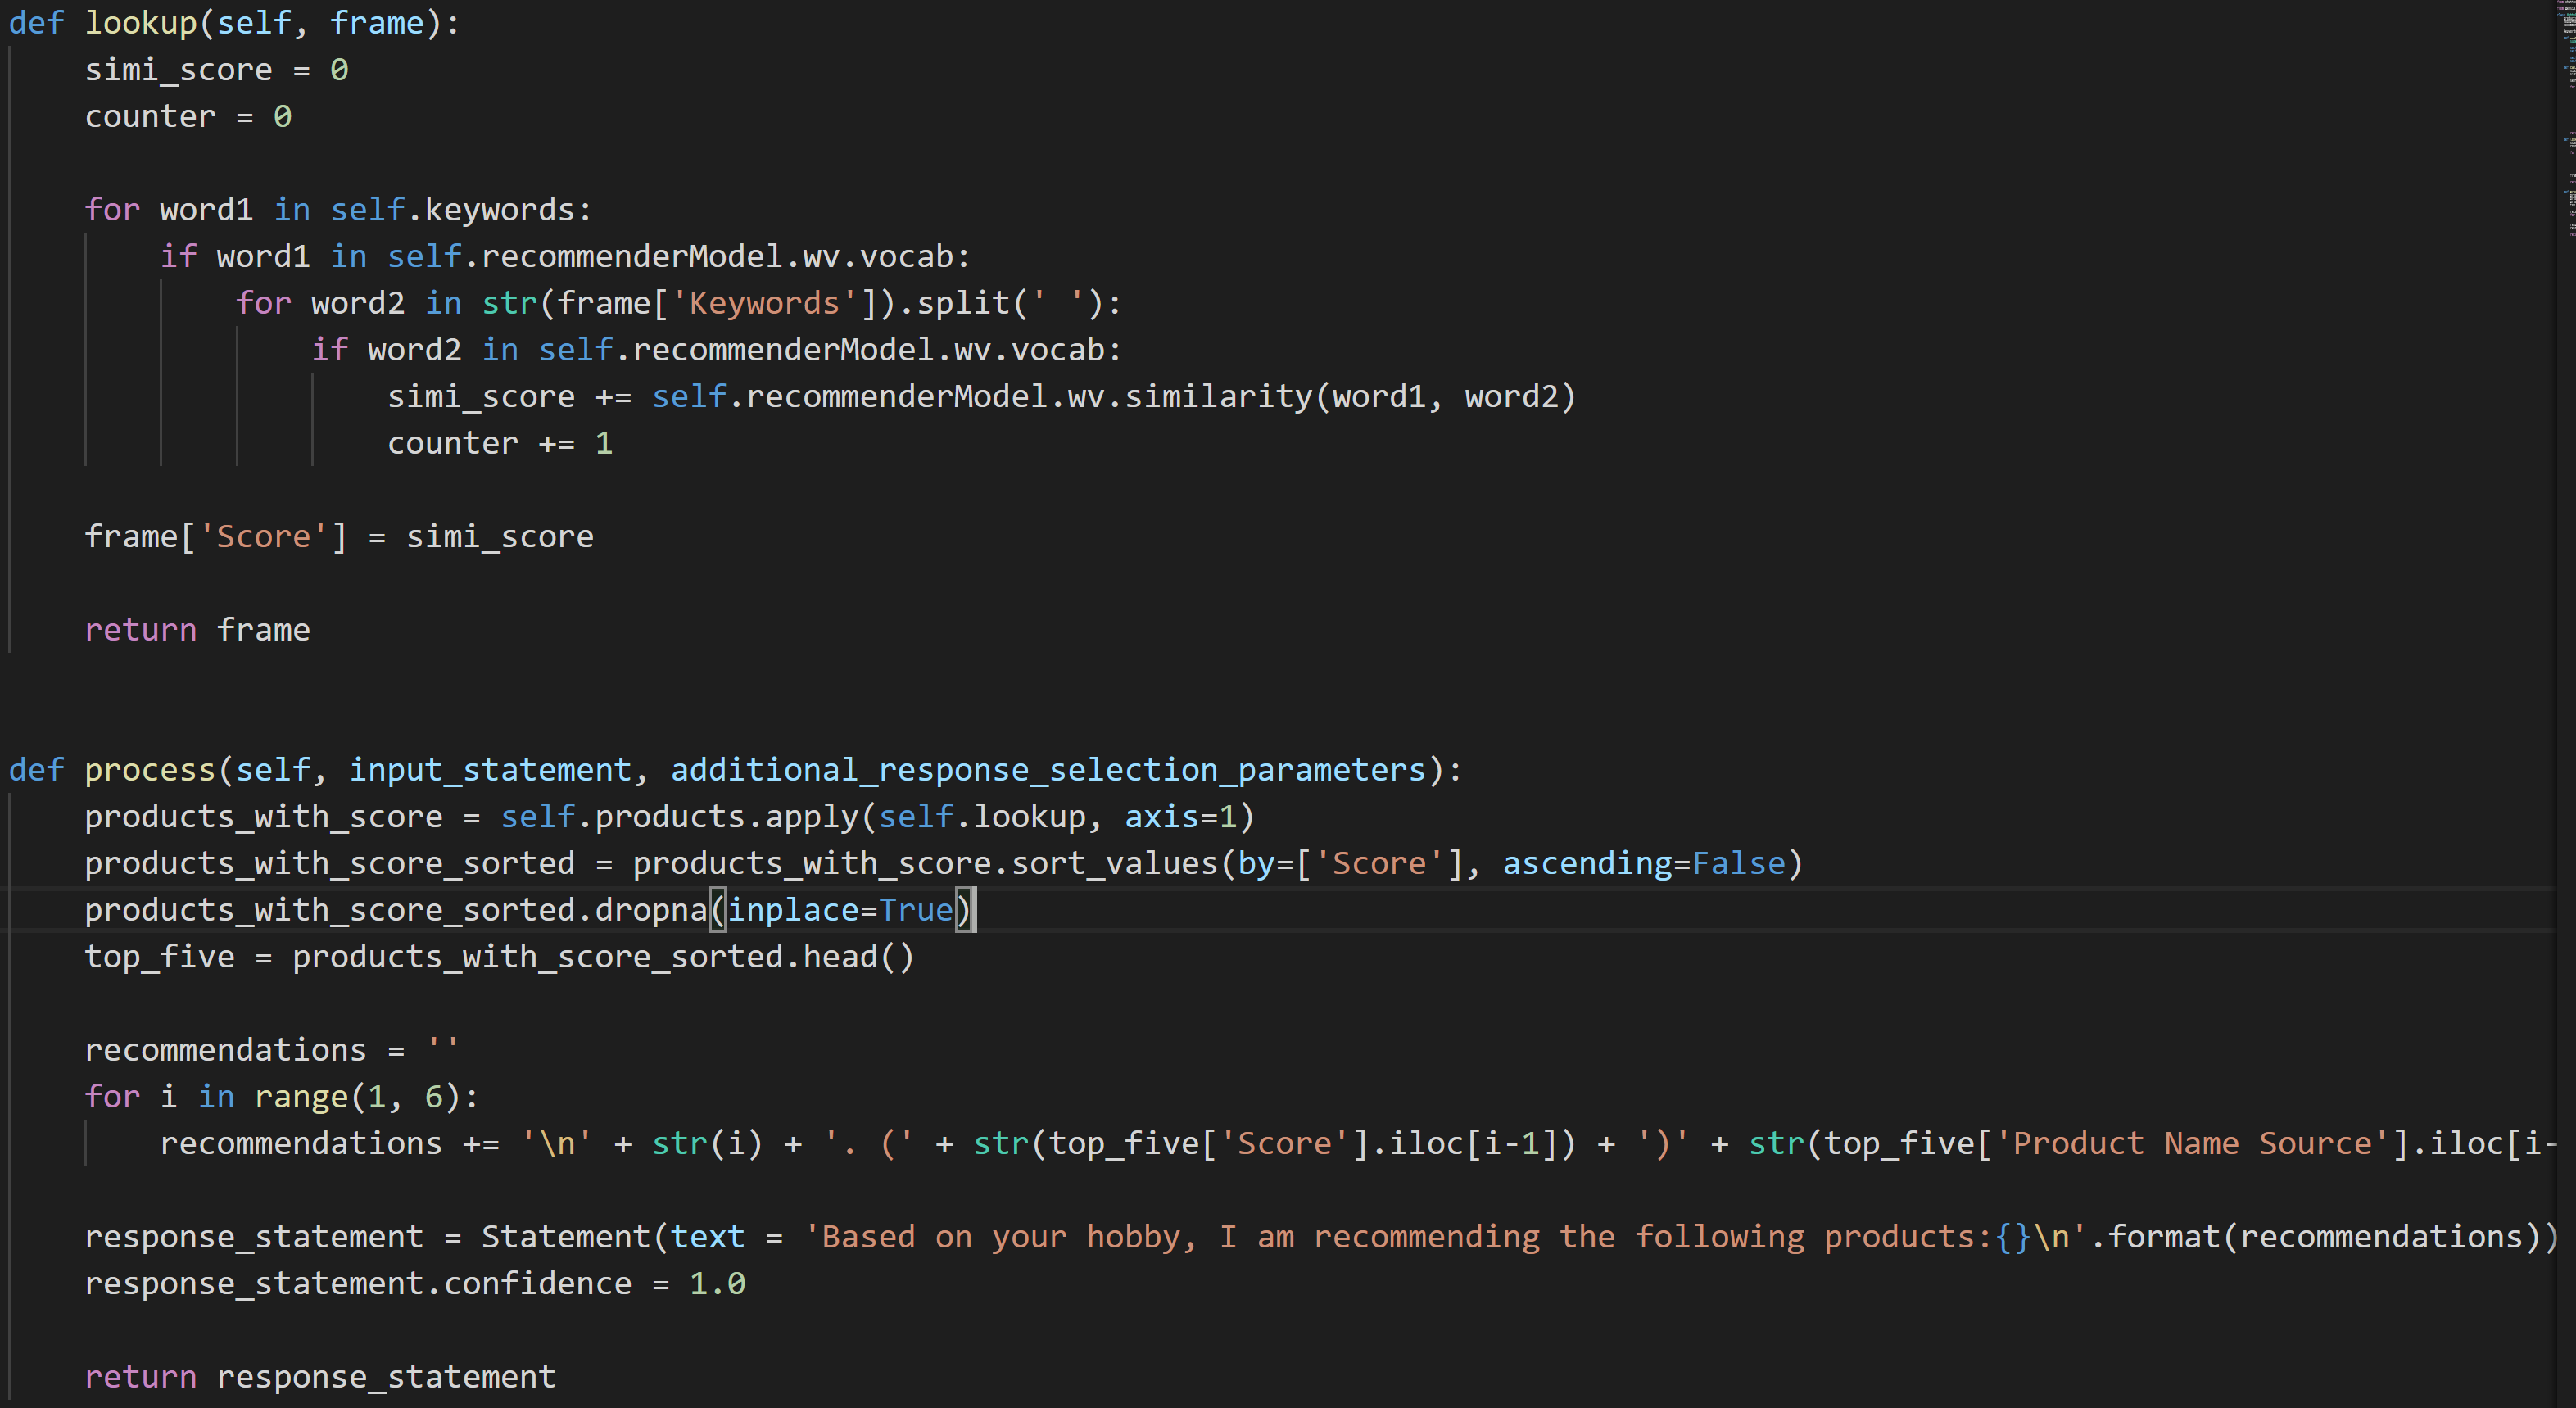 def lookup(self, frame):
    simi_score = 0
    counter = 0

    for word1 in self.keywords:
        if word1 in self.recommenderModel.wv.vocab:
            for word2 in str(frame['Keywords']).split(' '):
                if word2 in self.recommenderModel.wv.vocab:
                    simi_score += self.recommenderModel.wv.similarity(word1, word2)
                    counter += 1

    frame['Score'] = simi_score

    return frame


def process(self, input_statement, additional_response_selection_parameters):
    products_with_score = self.products.apply(self.lookup, axis=1)
    products_with_score_sorted = products_with_score.sort_values(by=['Score'], ascending=False)
    products_with_score_sorted.dropna(inplace=True)
    top_five = products_with_score_sorted.head()

    recommendations = ''
    for i in range(1, 6):
        recommendations += '\n' + str(i) + '. (' + str(top_five['Score'].iloc[i-1]) + ')' + str(top_five['Product Name Source'].iloc[i-

    response_statement = Statement(text = 'Based on your hobby, I am recommending the following products:{}\n'.format(recommendations))
    response_statement.confidence = 1.0

    return response_statement